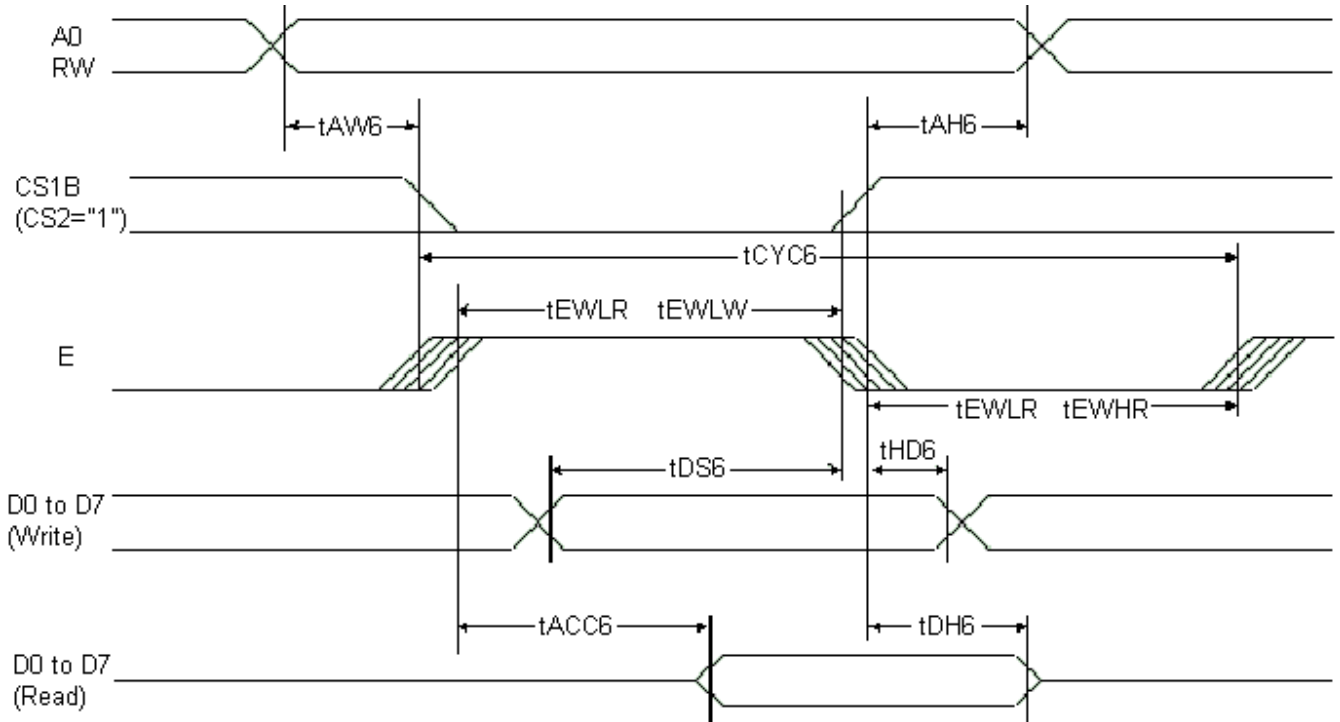 A0
RW
tAW6
tAH6
CS1B
(CS2="1")
tCYC6
tEWLR tEWLW
E
tEWLR tEWHR
tDS6
tHD6
D0 to D7
(Write)
tACC6
tDH6
D0 to D7
(Read)